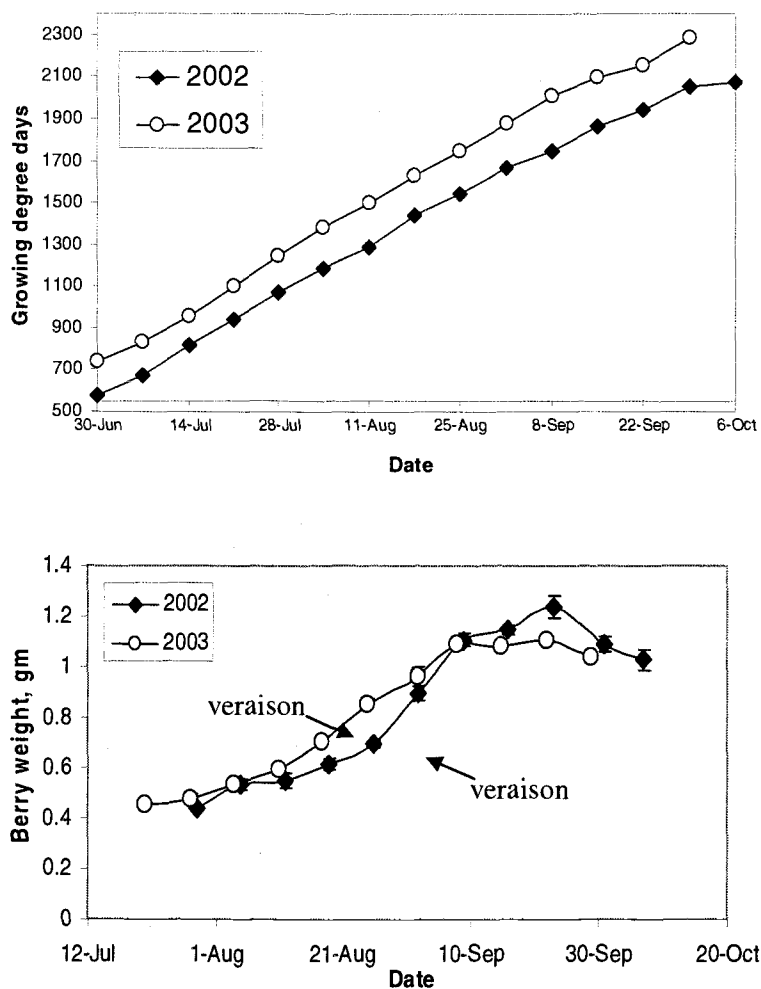 2300
2100
1900
1700
1500
1300
1100
900
700
500
Growing degree days
2002
2003
30-Jun 14-Jul 28-Jul 11-Aug 25-Aug 8-Sep 22-Sep 6-Oct
Date
1.4
1.2
1
0.8
0.6
0.4
0.2
0
Berry weight, gm
2002
2003
veraison
veraison
12-Jul 1-Aug 21-Aug 10-Sep 30-Sep 20-Oct
Date